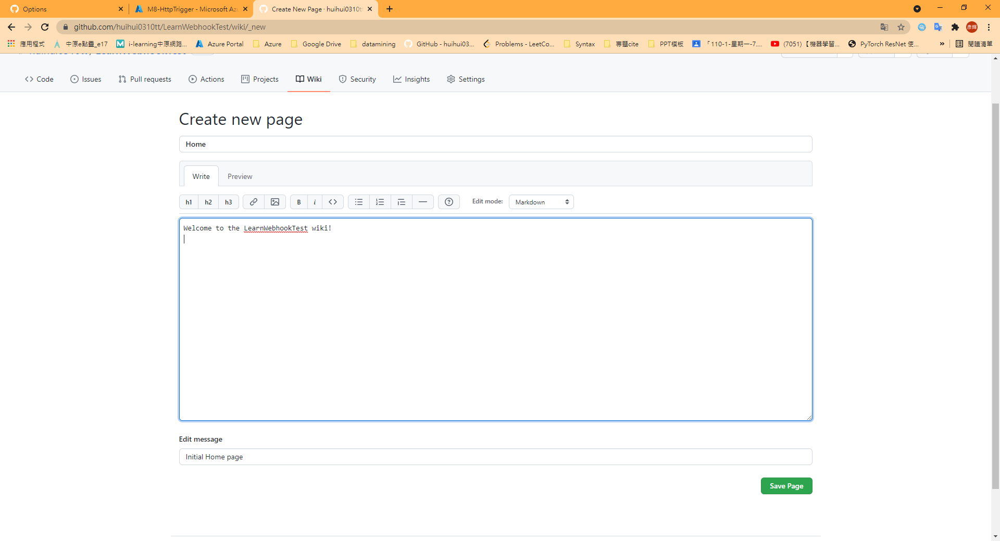 Options
M8-HttpTrigger - Microsoft Az
Create New Page · huihui0310t
github.com/huihui0310tt/LearnWebhookTest/wiki/_new
應用程式
中原e點靈_e17
i-learning中原網路...
Azure Portal
Azure
Google Drive
datamining
GitHub - huihui03...
Problems - LeetCo...
Syntax
專題cite
PPT模板
「110-1-星期一-7....
(7051)【機器學習...
PyTorch ResNet 使...
»
閱讀清單
Code
Issues
Pull requests
Actions
Projects
Wiki
Security
Insights
Settings
Create new page
Home
Write
Preview
h1
h2
h3
B
i
Edit mode:
Markdown
Welcome to the LearnWebhookTest wiki!
Edit message
Initial Home page
Save Page